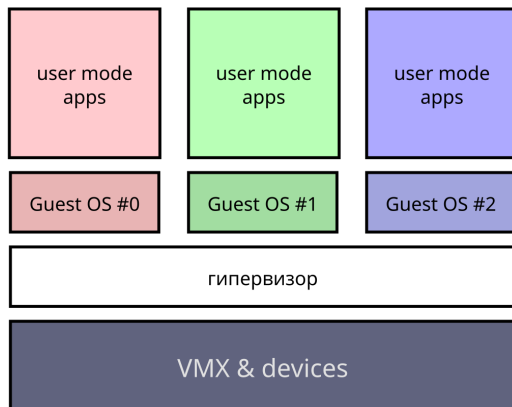 user mode
apps
user mode
apps
user mode
apps
Guest OS #0
Guest OS #1
Guest OS #2
гипервизор
VMX & devices